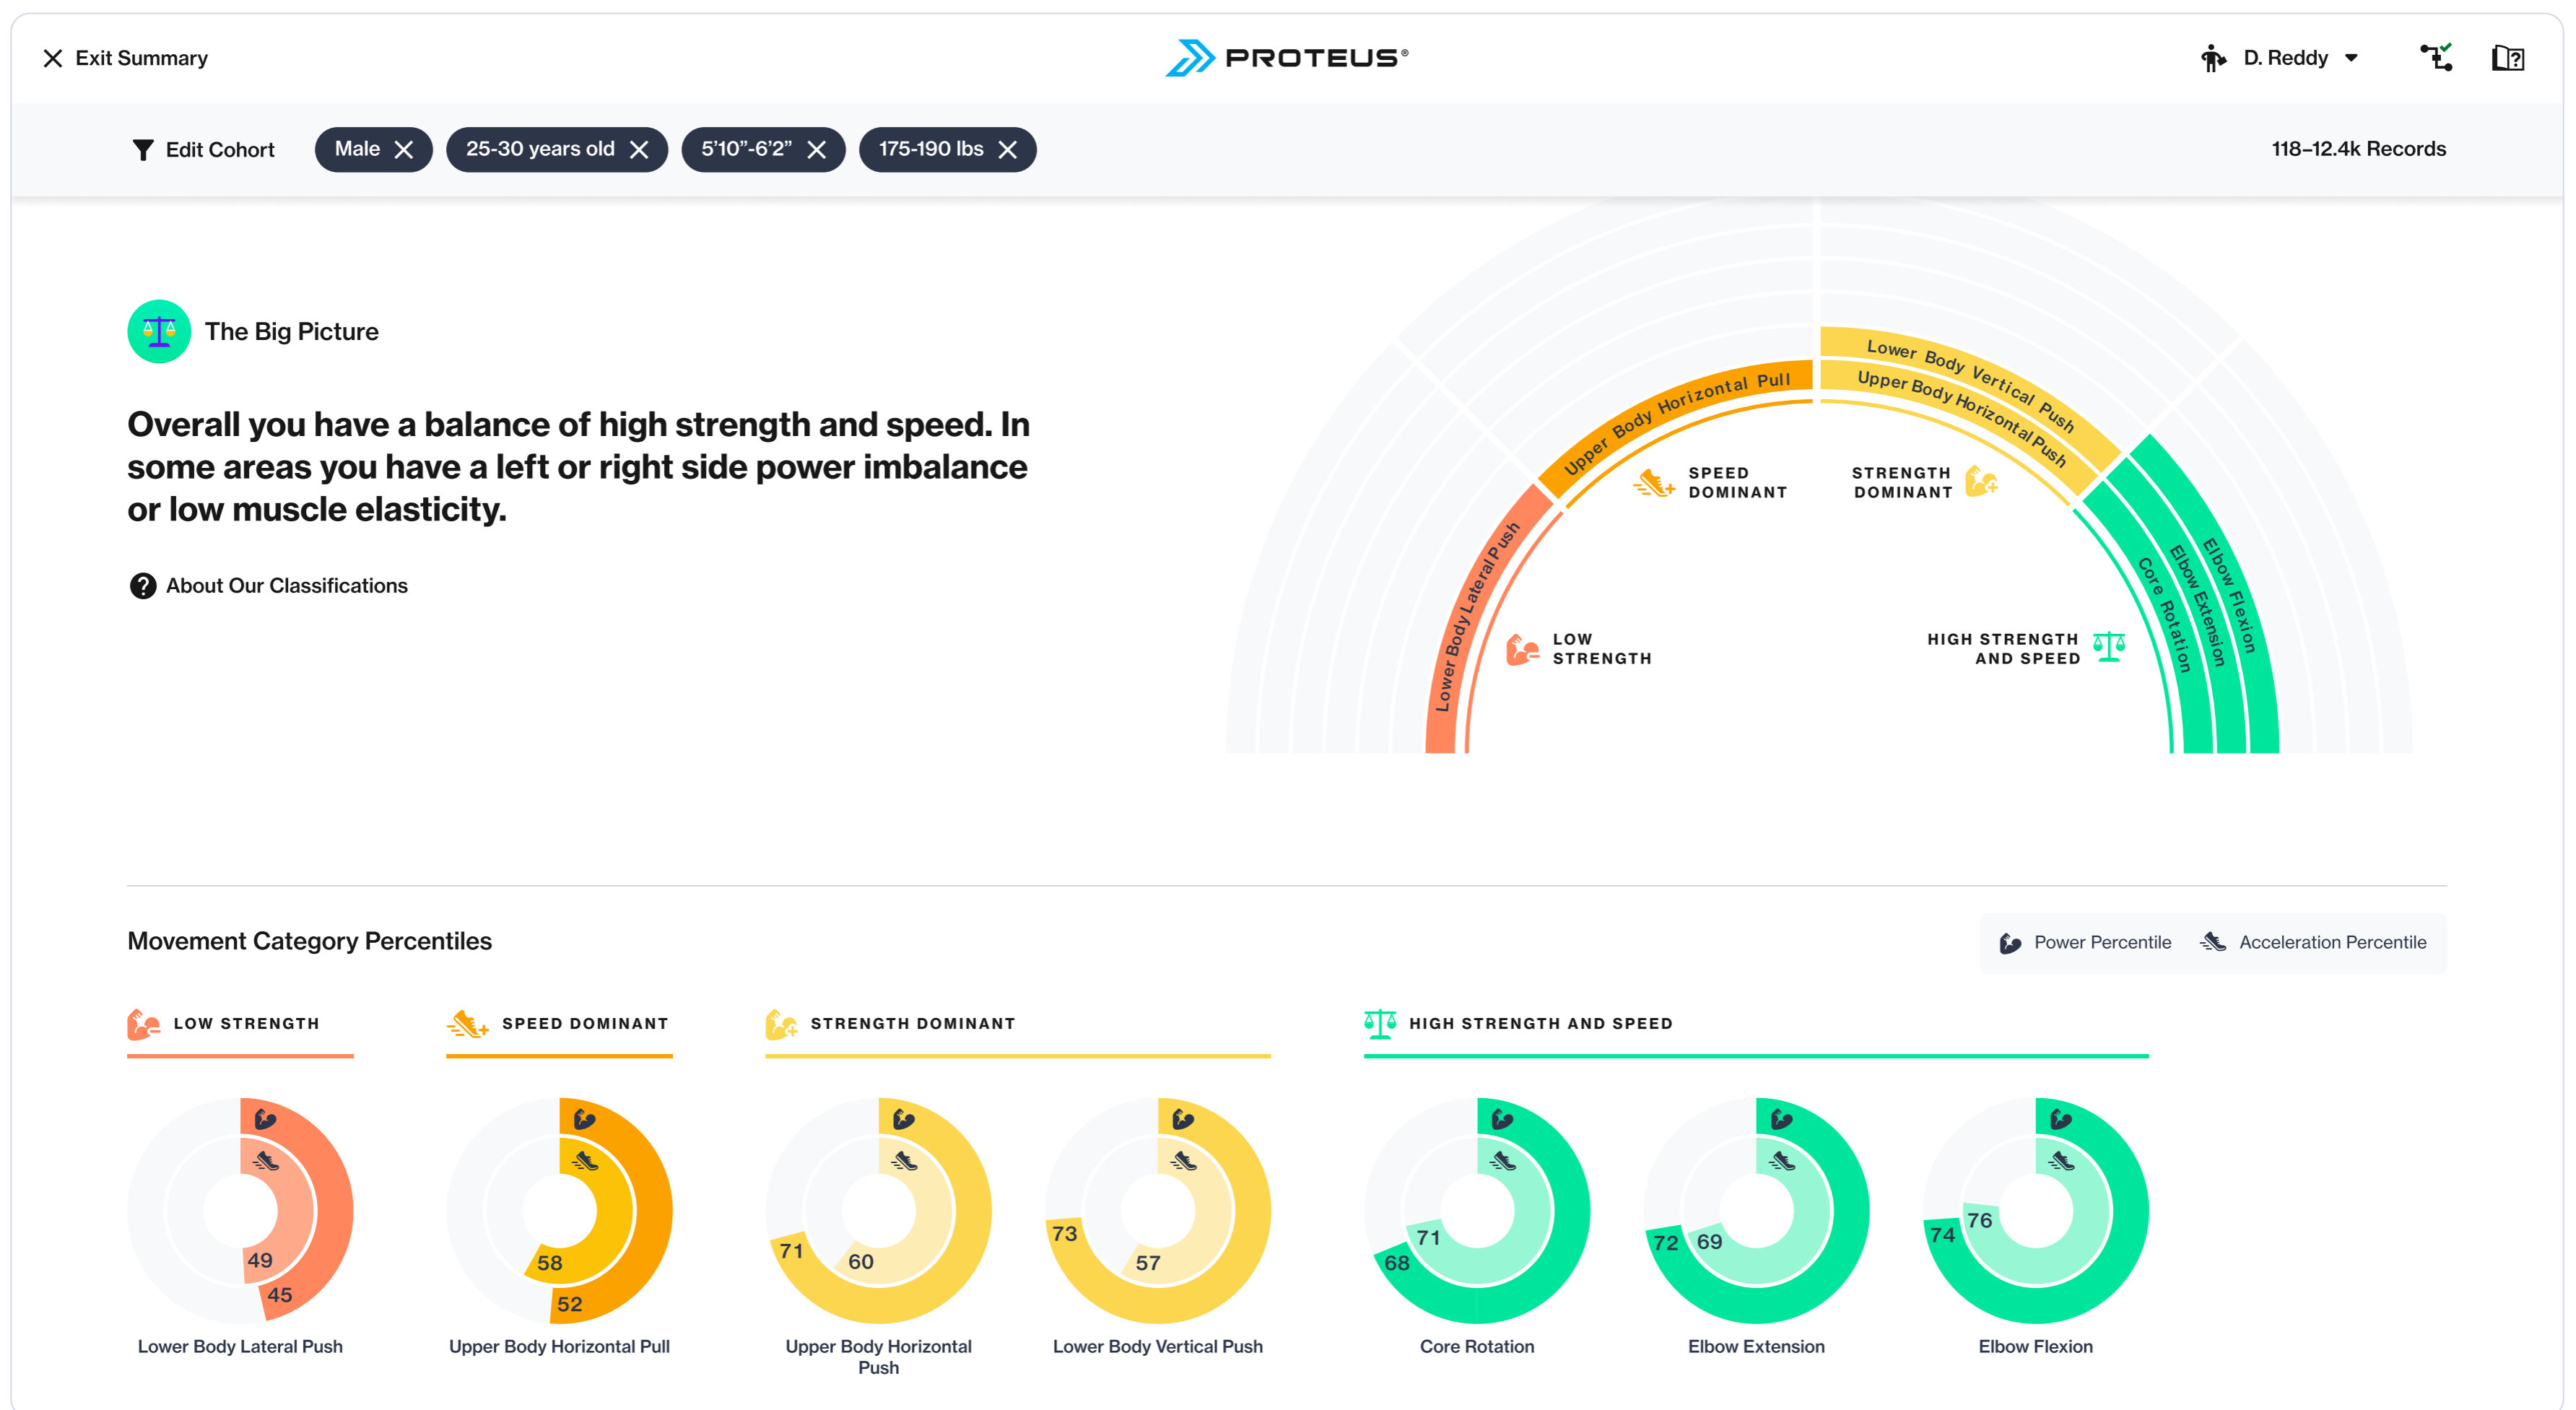 Exit Summary
PROTEUS®
D. Reddy
Edit Cohort
Male
25-30 years old
5’10”-6’2”
175-190 lbs
118–12.4k Records
The Big Picture
Overall you have a balance of high strength and speed. In
some areas you have a left or right side power imbalance
or low muscle elasticity.
About Our Classifications
Lower Body Lateral Push
Upper Body Horizontal Pull
Lower Body Vertical Push
Upper Body Horizontal Push
Core Rotation
Elbow Extension
Elbow Flexion
SPEED
DOMINANT
STRENGTH
DOMINANT
LOW
STRENGTH
HIGH STRENGTH
AND SPEED
Movement Category Percentiles
Power Percentile
Acceleration Percentile
LOW STRENGTH
SPEED DOMINANT
STRENGTH DOMINANT
HIGH STRENGTH AND SPEED
49
45
Lower Body Lateral Push
58
52
Upper Body Horizontal Pull
71
60
Upper Body Horizontal
Push
73
57
Lower Body Vertical Push
71
68
Core Rotation
72
69
Elbow Extension
76
74
Elbow Flexion